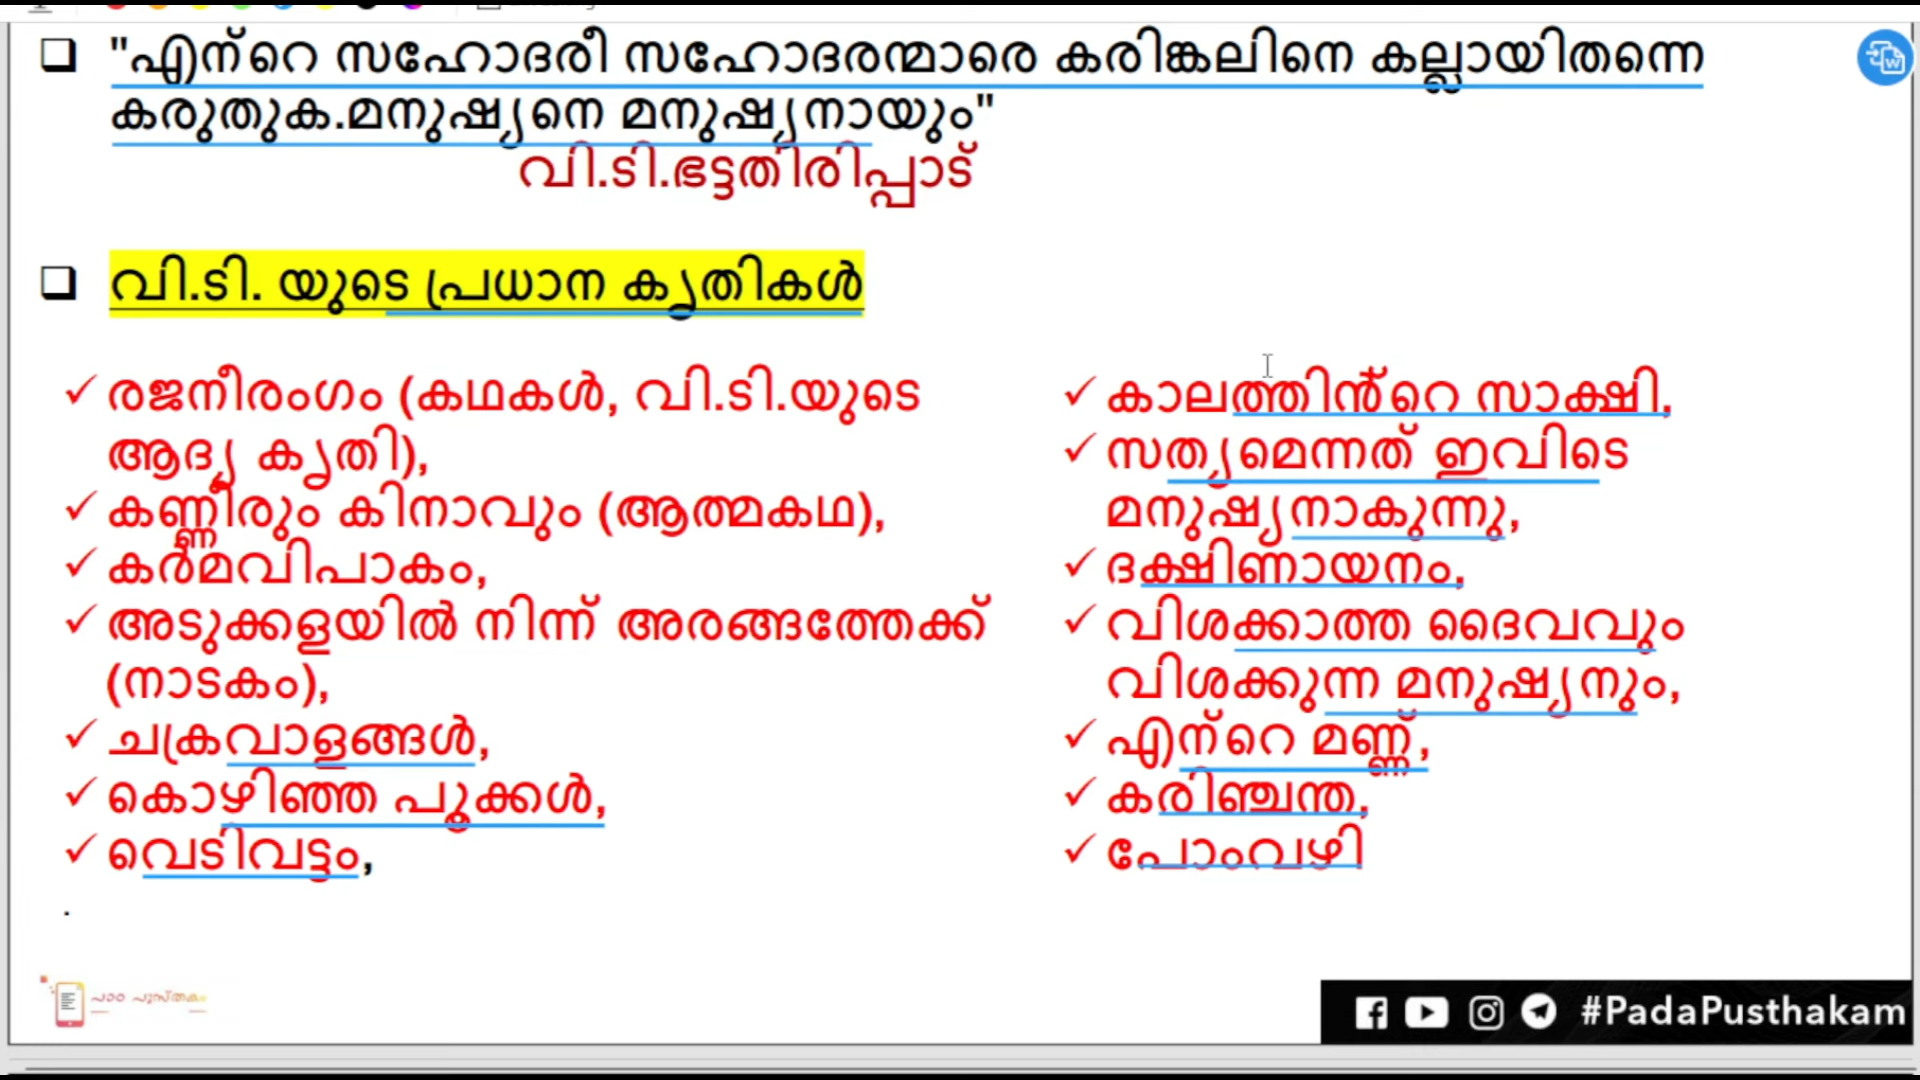 "എന്റെ സഹോദരീ സഹോദരന്മാരെ കരിങ്കലിനെ കല്ലായിതന്നെ
കരുതുക.മനുഷ്യനെ മനുഷ്യനായും"
വി.ടി.ഭട്ടതിരിപ്പാട്
വി.ടി. യുടെ പ്രധാന കൃതികൾ
✓ രജനീരംഗം (കഥകൾ, വി.ടി.യുടെ
ആദ്യ കൃതി),
✓ കണ്ണീരും കിനാവും (ആത്മകഥ),
✓ കർമവിപാകം,
✓ അടുക്കളയിൽ നിന്ന് അരങ്ങത്തേക്ക്
(നാടകം),
✓ ചക്രവാളങ്ങൾ,
✓ കൊഴിഞ്ഞ പൂക്കൾ,
✓ വെടിവട്ടം,
✓ കാലത്തിൻ്റെ സാക്ഷി,
✓ സത്യമെന്നത് ഇവിടെ
മനുഷ്യനാകുന്നു,
✓ ദക്ഷിണായനം,
✓ വിശക്കാത്ത ദൈവവും
വിശക്കുന്ന മനുഷ്യനും,
✓ എന്റെ മണ്ണ്,
✓ കരിഞ്ചന്ത,
✓ പോംവഴി
പാഠ പുസ്തകം
#PadaPusthakam